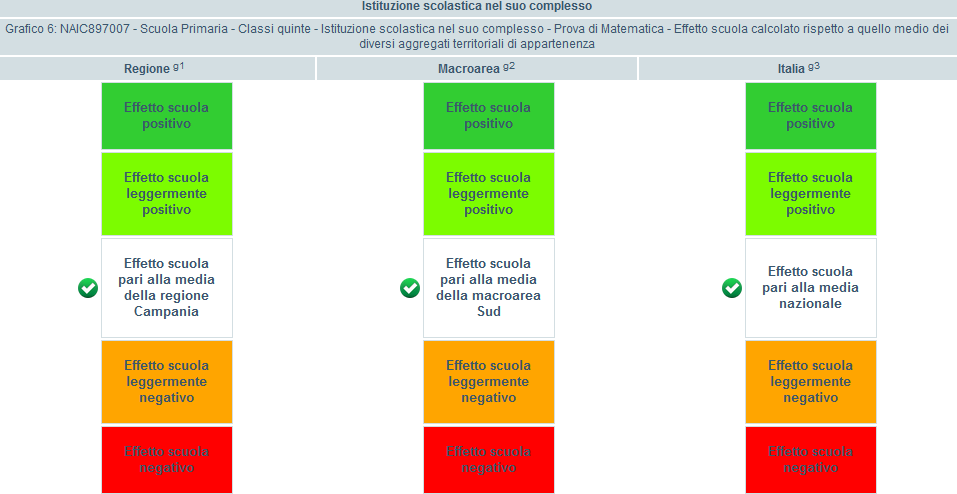 Istituzione scolastica nel suo complesso
Grafico 6: NAIC897007 - Scuola Primaria - Classi quinte - Istituzione scolastica nel suo complesso - Prova di Matematica - Effetto scuola calcolato rispetto a quello medio dei
diversi aggregati territoriali di appartenenza
Regione g1
Macroarea g2
Italia g3
Effetto scuola
positivo
Effetto scuola
positivo
Effetto scuola
positivo
Effetto scuola
leggermente
positivo
Effetto scuola
leggermente
positivo
Effetto scuola
leggermente
positivo
Effetto scuola
pari alla media
della regione
Campania
Effetto scuola
pari alla media
della macroarea
Sud
Effetto scuola
pari alla media
nazionale
Effetto scuola
leggermente
negativo
Effetto scuola
leggermente
negativo
Effetto scuola
leggermente
negativo
Effetto scuola
negativo
Effetto scuola
negativo
Effetto scuola
negativo